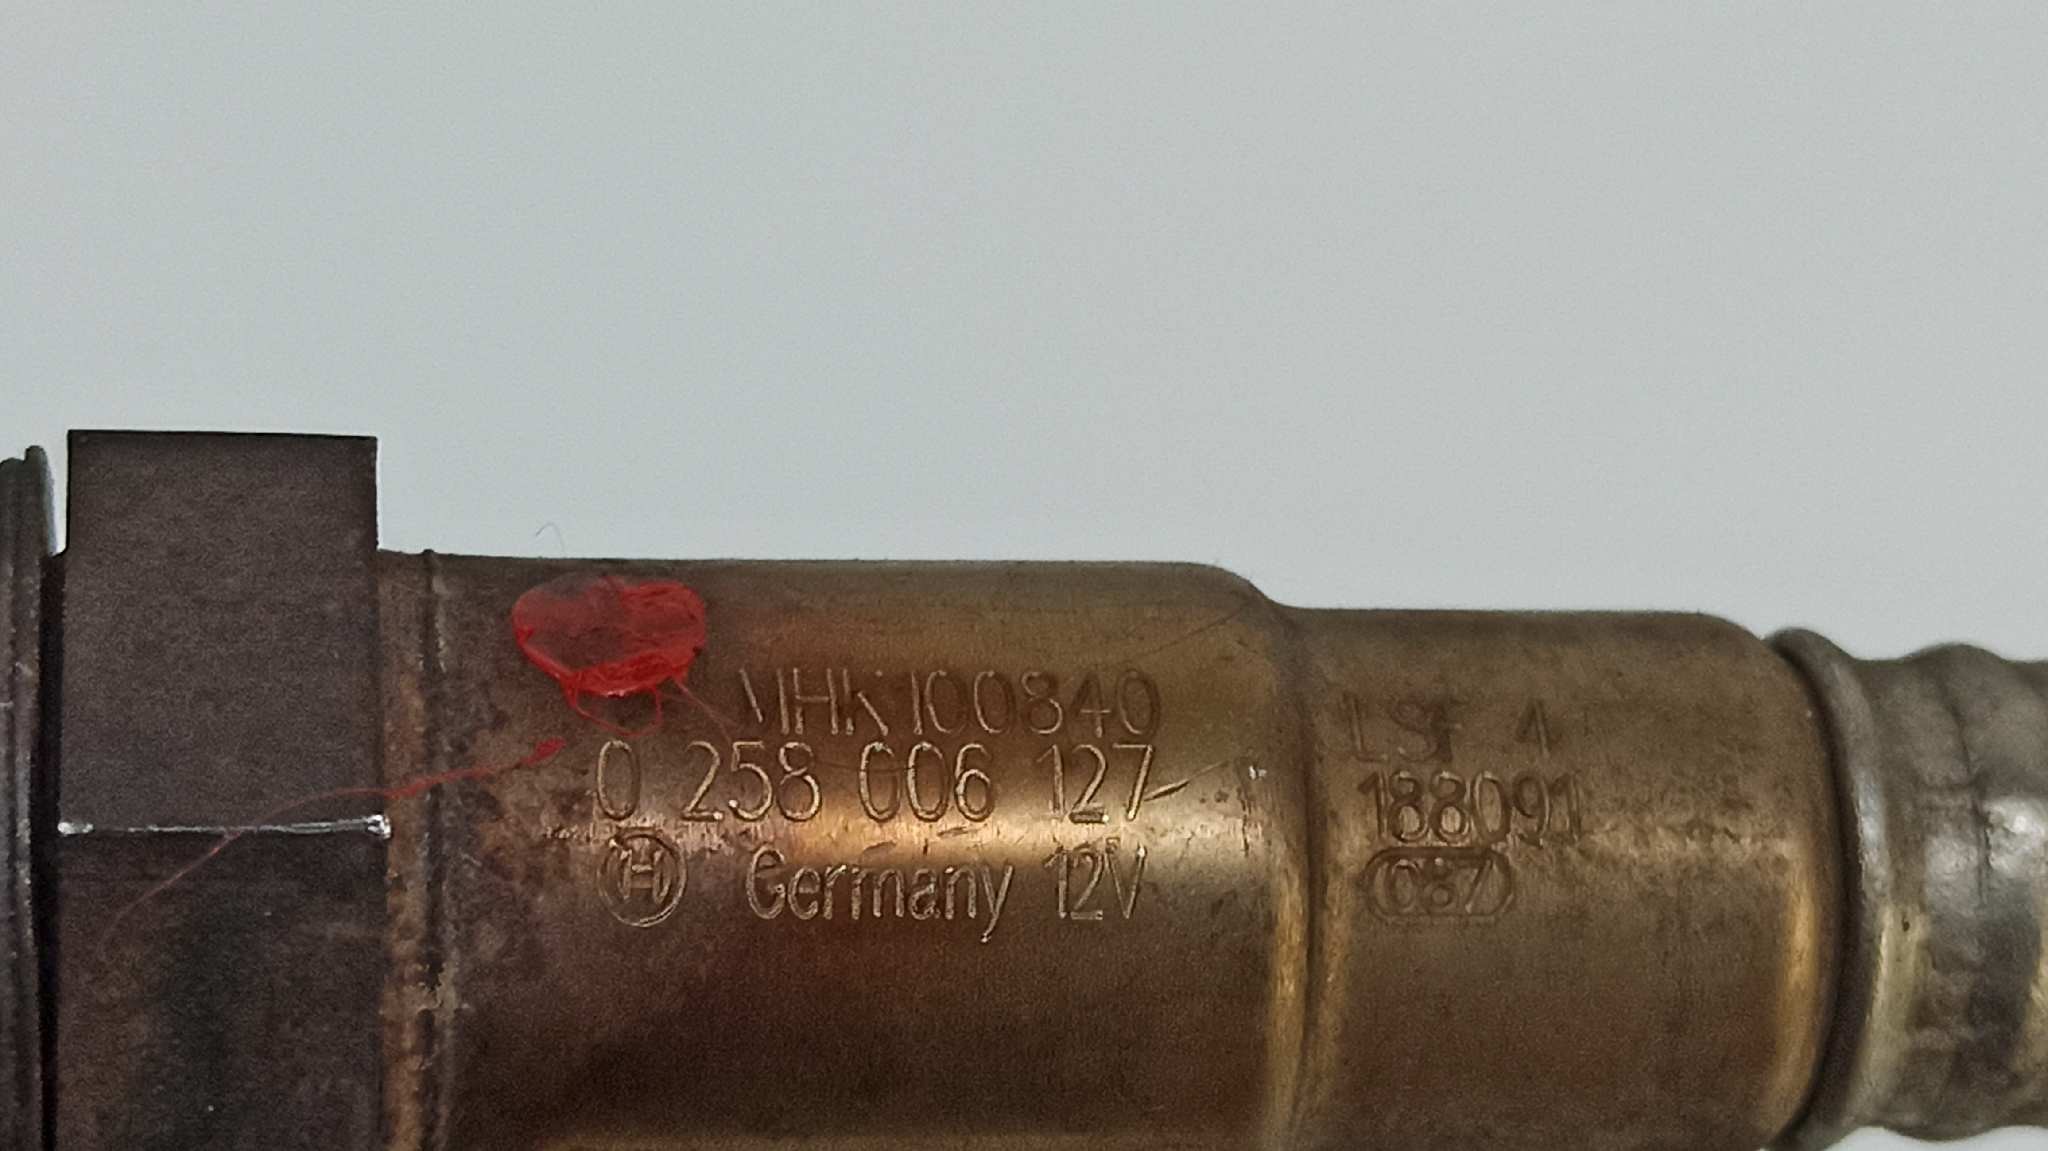 MHK100840
0 258 006 127
H Germany 12V
LSF 4
188091
087